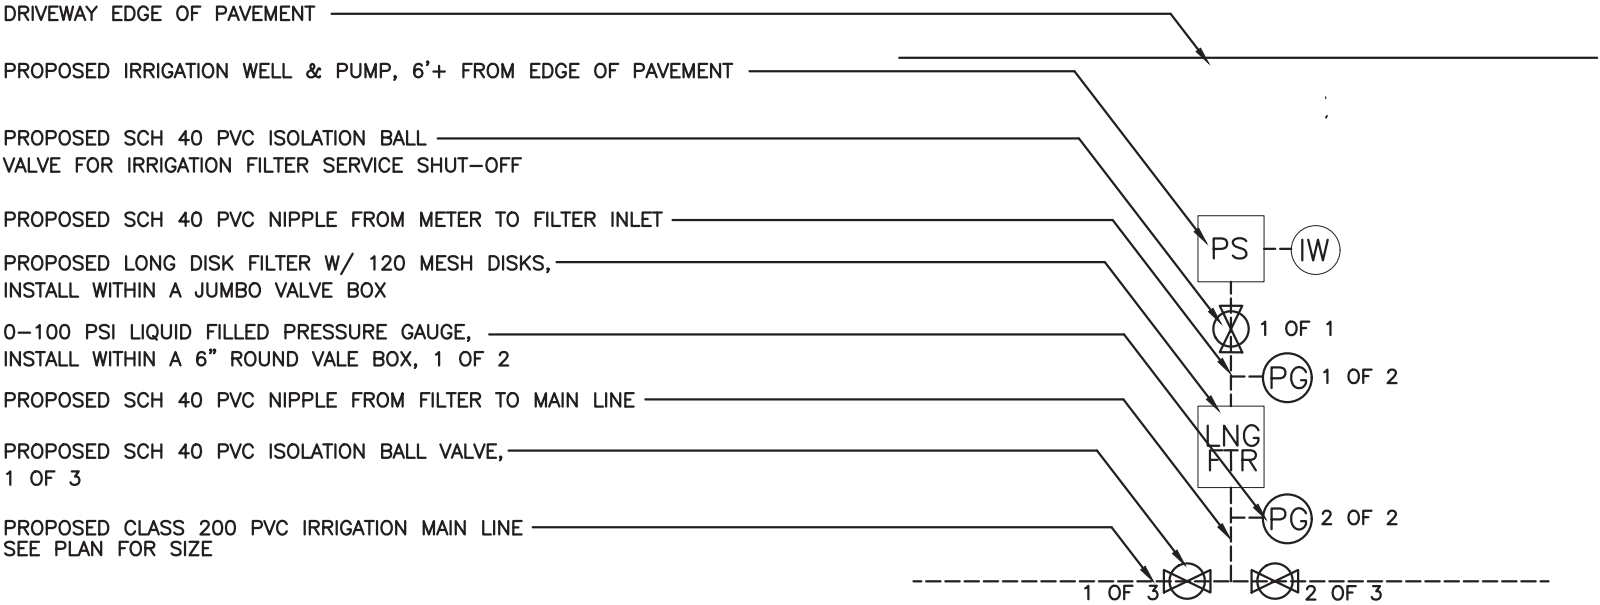 DRIVEWAY EDGE OF PAVEMENT
PROPOSED IRRIGATION WELL & PUMP, 6'+ FROM EDGE OF PAVEMENT
PROPOSED SCH 40 PVC ISOLATION BALL
VALVE FOR IRRIGATION FILTER SERVICE SHUT-OFF
PROPOSED SCH 40 PVC NIPPLE FROM METER TO FILTER INLET
PROPOSED LONG DISK FILTER W/ 120 MESH DISKS,
INSTALL WITHIN A JUMBO VALVE BOX
0-100 PSI LIQUID FILLED PRESSURE GAUGE,
INSTALL WITHIN A 6" ROUND VALE BOX, 1 OF 2
PROPOSED SCH 40 PVC NIPPLE FROM FILTER TO MAIN LINE
PROPOSED SCH 40 PVC ISOLATION BALL VALVE,
1 OF 3
PROPOSED CLASS 200 PVC IRRIGATION MAIN LINE
SEE PLAN FOR SIZE
PS
IW
1 OF 1
PG 1 OF 2
LNG
FTR
PG 2 OF 2
1 OF 3
2 OF 3